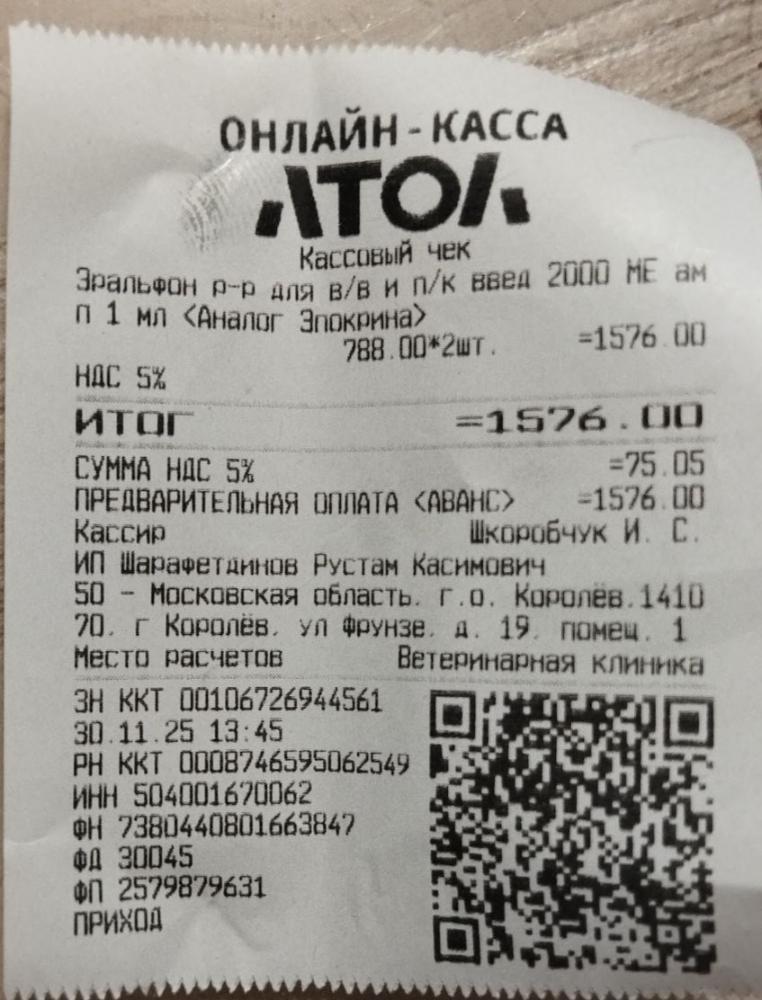 ОНЛАЙН-КАССА
АТОЛ
Кассовый чек
Эральфон р-р для в/в и п/к введ 2000 МЕ ам
п 1 мл <Аналог Эпокрина>
788.00*2шт. =1576.00
НДС 5%
ИТОГ =1576.00
СУММА НДС 5% =75.05
ПРЕДВАРИТЕЛЬНАЯ ОПЛАТА <АВАНС> =1576.00
Кассир Шкоробчук И. С.
ИП Шарафетдинов Рустам Касимович
50 - Московская область, г.о. Королёв,1410
70, г Королёв, ул Фрунзе, д. 19, помещ. 1
Место расчетов Ветеринарная клиника
ЗН ККТ 00106726944561
30.11.25 13:45
РН ККТ 0008746595062549
ИНН 504001670062
ФН 7380440801663847
ФД 30045
ФП 2579879631
ПРИХОД